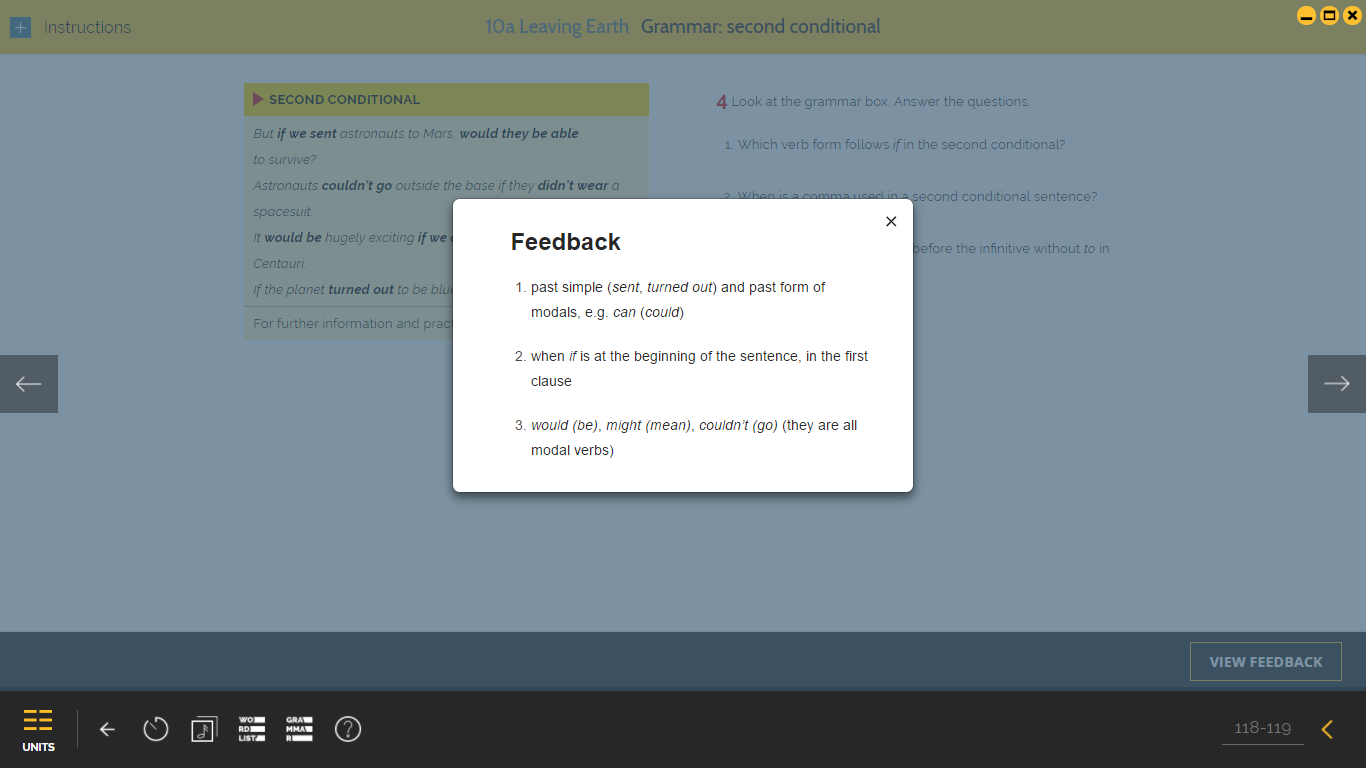 Instructions
10a Leaving Earth Grammar: second conditional
SECOND CONDITIONAL
But if we sent astronauts to Mars, would they be able
to survive?
Astronauts couldn't go outside the base if they didn't wear a
spacesuit.
It would be hugely exciting if we
Centauri.
If the planet turned out to be blue
For further information and
4 Look at the grammar box. Answer the questions.
1. Which verb form follows if in the second conditional?
2. When is a comma used in a second conditional sentence?
before the infinitive without to in
Feedback
1. past simple (sent, turned out) and past form of
modals, e.g. can (could)
2. when if is at the beginning of the sentence, in the first
clause
3. would (be), might (mean), couldn't (go) (they are all
modal verbs)
VIEW FEEDBACK
UNITS
WO
RD
LIST
GRA
MMA
R
?
118-119